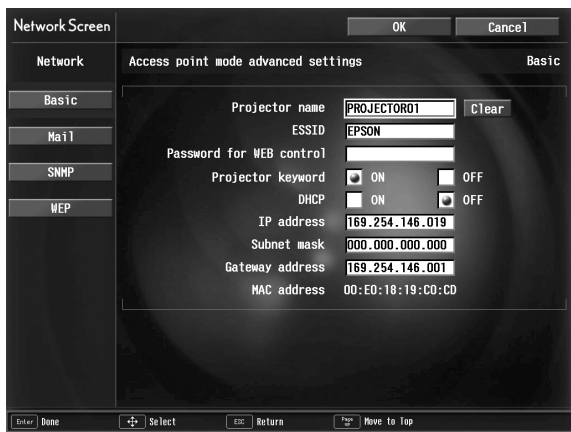 Network Screen
OK
Cancel
Network
Access point mode advanced settings
Basic
Basic
Mail
SNMP
WEP
Projector name PROJECTOR01 Clear
ESSID EPSON
Password for WEB control
Projector keyword ON OFF
DHCP ON OFF
IP address 169.254.146.019
Subnet mask 000.000.000.000
Gateway address 169.254.146.001
MAC address 00:E0:18:19:C0:CD
Enter Done Select ESC Return Page UP Move to Top